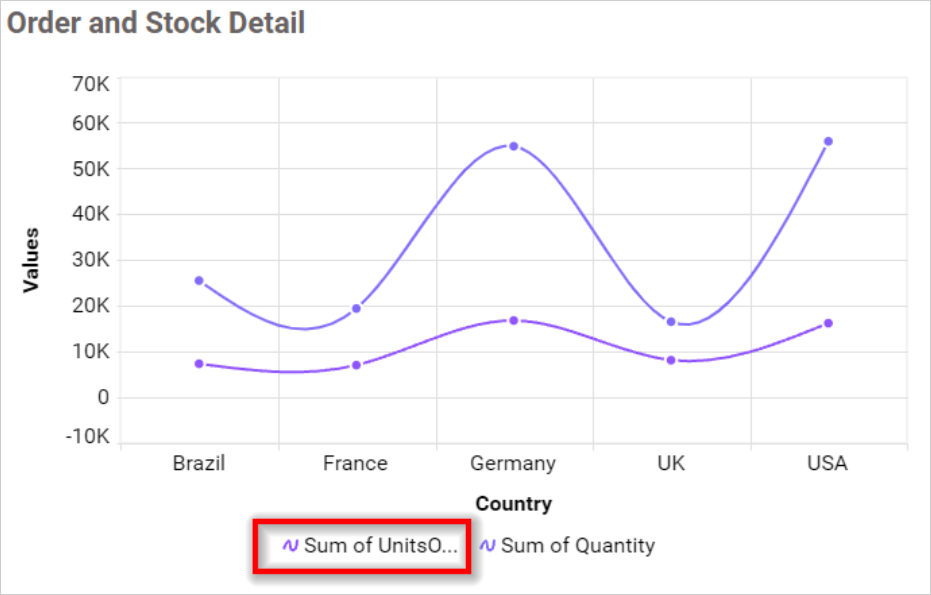 Order and Stock Detail
70K
60K
50K
40K
30K
20K
10K
0
-10K
Values
Brazil France Germany UK USA
Country
Sum of UnitsO... Sum of Quantity